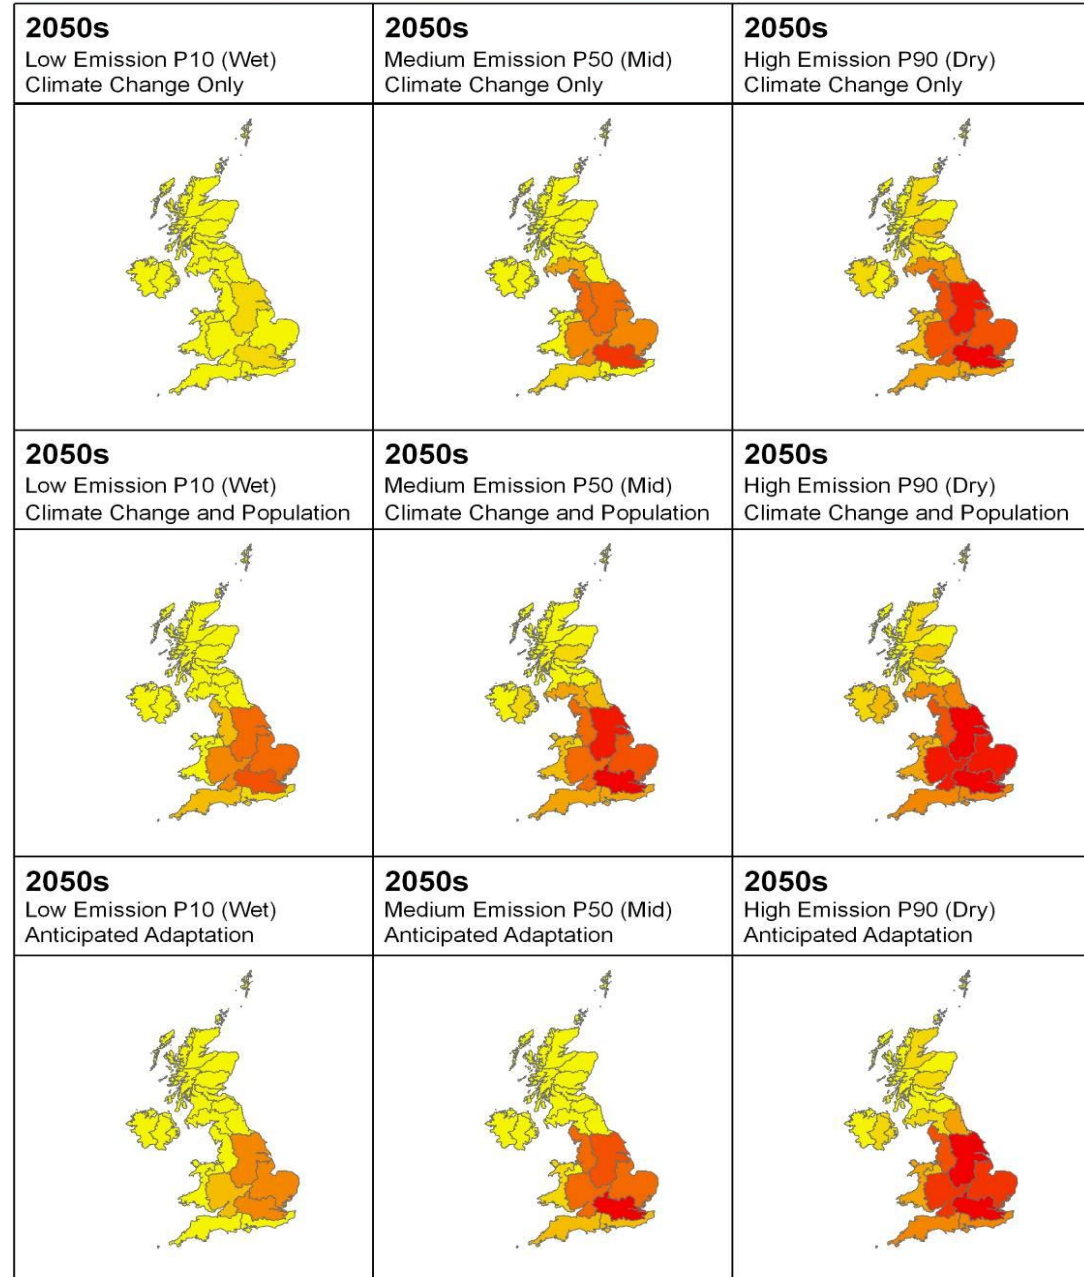 2050s
Low Emission P10 (Wet)
Climate Change Only
2050s
Medium Emission P50 (Mid)
Climate Change Only
2050s
High Emission P90 (Dry)
Climate Change Only
2050s
Low Emission P10 (Wet)
Climate Change and Population
2050s
Medium Emission P50 (Mid)
Climate Change and Population
2050s
High Emission P90 (Dry)
Climate Change and Population
2050s
Low Emission P10 (Wet)
Anticipated Adaptation
2050s
Medium Emission P50 (Mid)
Anticipated Adaptation
2050s
High Emission P90 (Dry)
Anticipated Adaptation